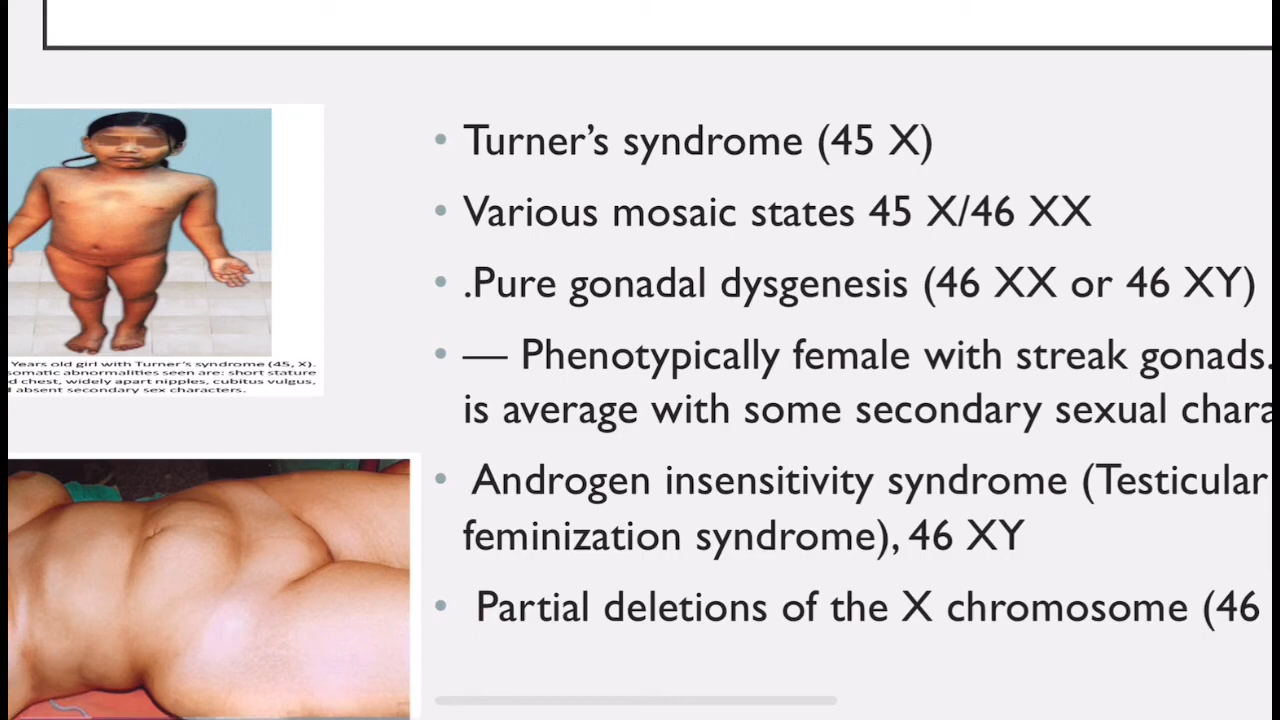 Turner's syndrome (45 X)
Various mosaic states 45 X/46 XX
.Pure gonadal dysgenesis (46 XX or 46 XY)
— Phenotypically female with streak gonads.
is average with some secondary sexual chara
Androgen insensitivity syndrome (Testicular
feminization syndrome), 46 XY
Partial deletions of the X chromosome (46
Years old girl with Turner's syndrome (45, X).
omatic abnormalities seen are: short stature
d chest, widely apart nipples, cubitus vulgus,
absent secondary sex characters.